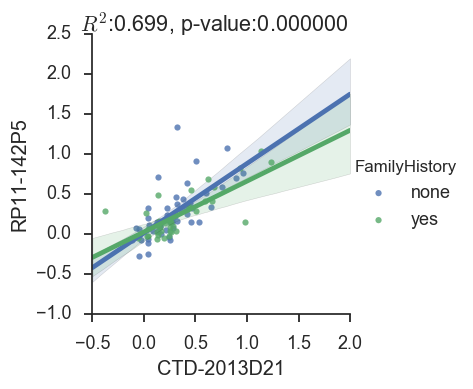 R²:0.699, p-value:0.000000
2.5
2.0
1.5
1.0
0.5
0.0
−0.5
−1.0
RP11-142P5
FamilyHistory
none
yes
−0.5 0.0 0.5 1.0 1.5 2.0
CTD-2013D21